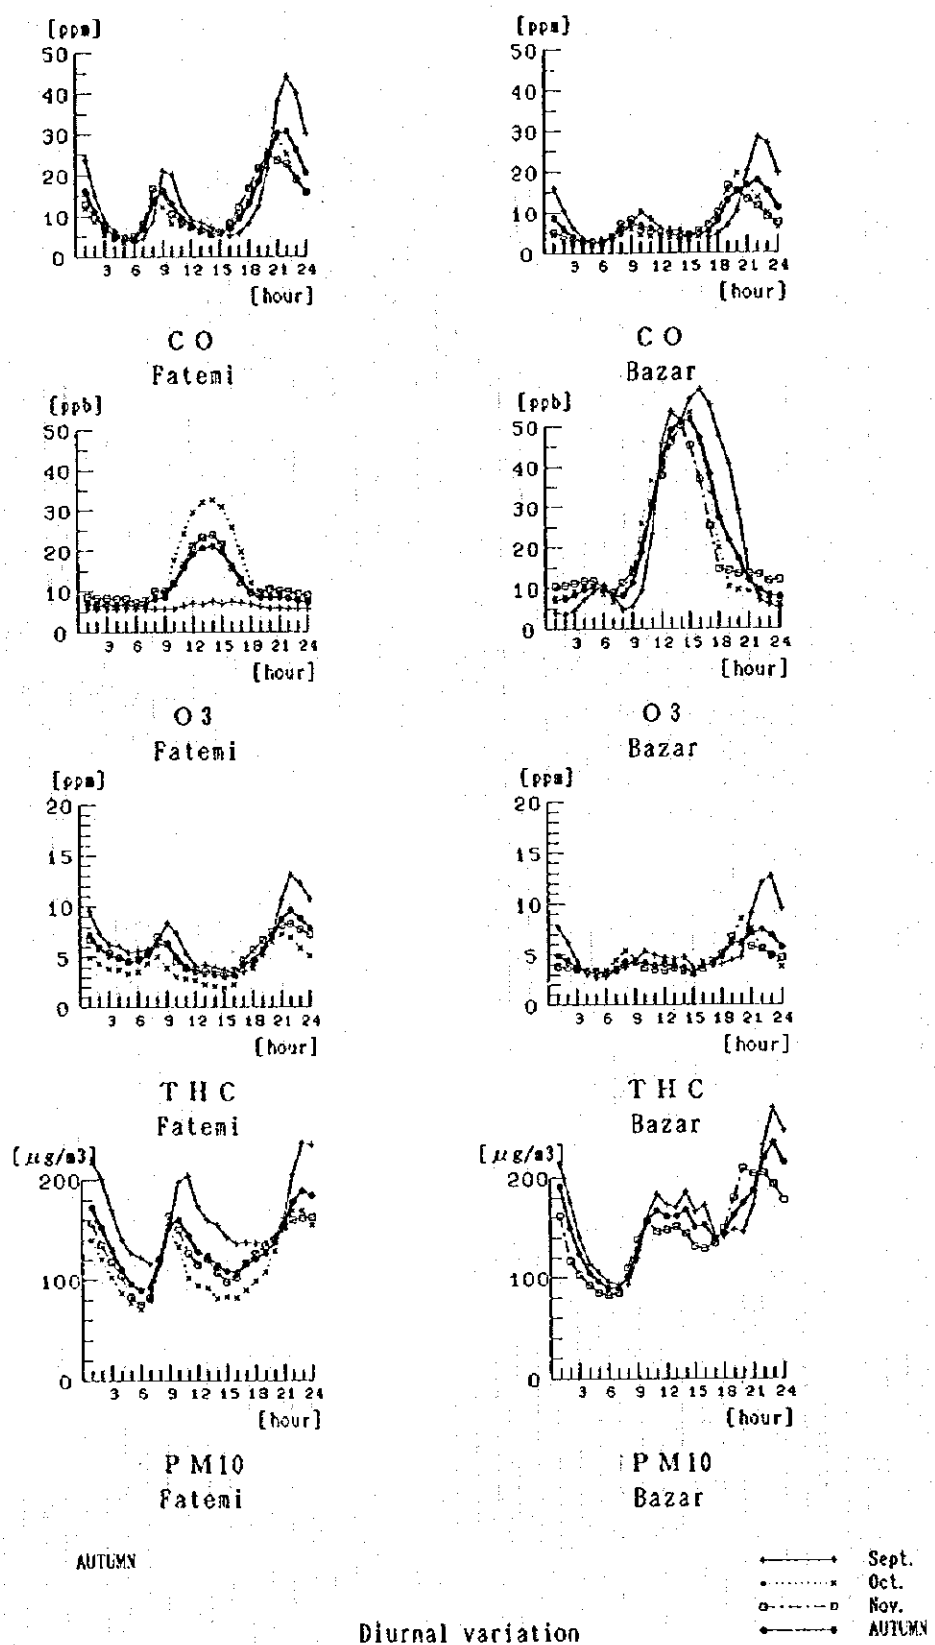 [ppm] [ppm]
50 50
40 40
30 30
20 20
10 10
0 0
3 6 9 12 15 18 21 24 3 6 9 12 15 18 21 24
[hour] [hour]
CO CO
Fatemi Bazar
[ppb] [ppb]
50 50
40 40
30 30
20 20
10 10
0 0
3 6 9 12 15 18 21 24 3 6 9 12 15 18 21 24
[hour] [hour]
O3 O3
Fatemi Bazar
[ppm] [ppm]
20 20
15 15
10 10
5 5
0 0
3 6 9 12 15 18 21 24 3 6 9 12 15 18 21 24
[hour] [hour]
THC THC
Fatemi Bazar
[μg/m3] [μg/m3]
200 200
100 100
0 0
3 6 9 12 15 18 21 24 3 6 9 12 15 18 21 24
[hour] [hour]
PM10 PM10
Fatemi Bazar
AUTUMN
Sept.
Oct.
Nov.
AUTUMN
Diurnal variation